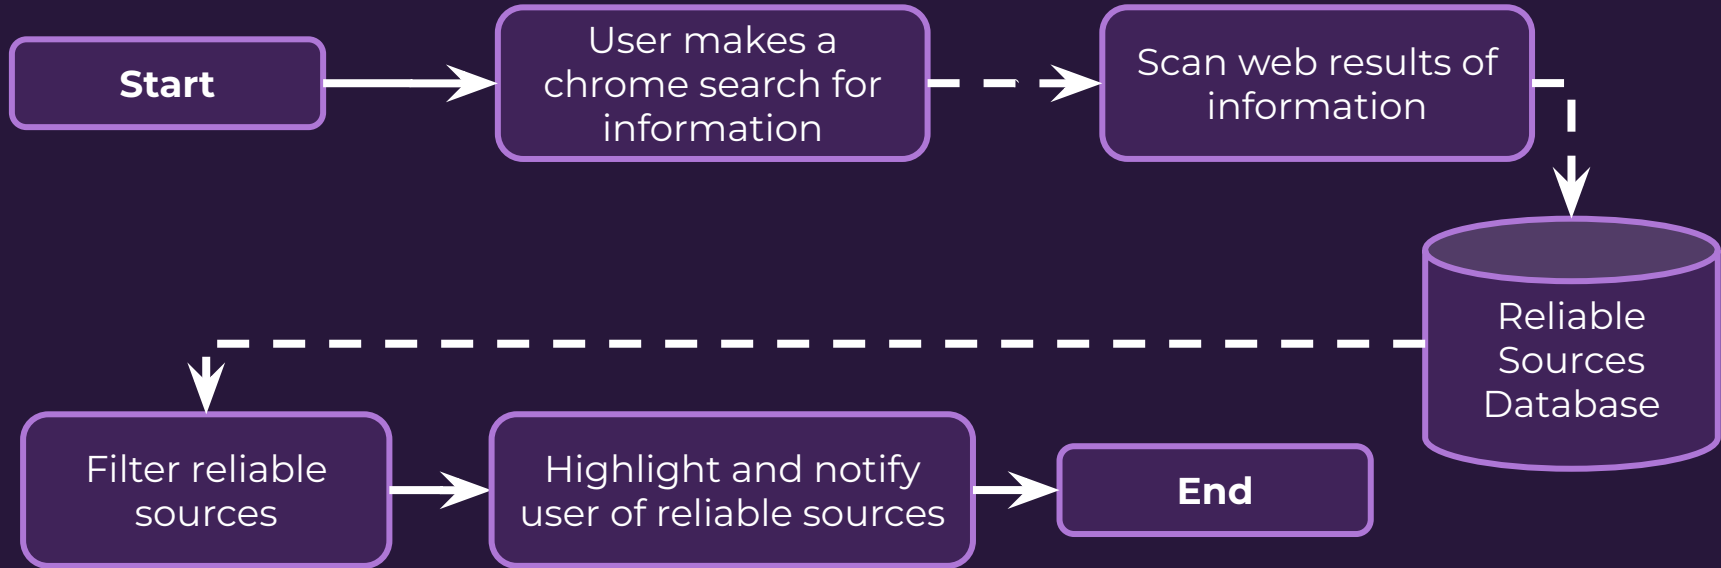 Start
User makes a
chrome search for
information
Scan web results of
information
Reliable
Sources
Database
Filter reliable
sources
Highlight and notify
user of reliable sources
End